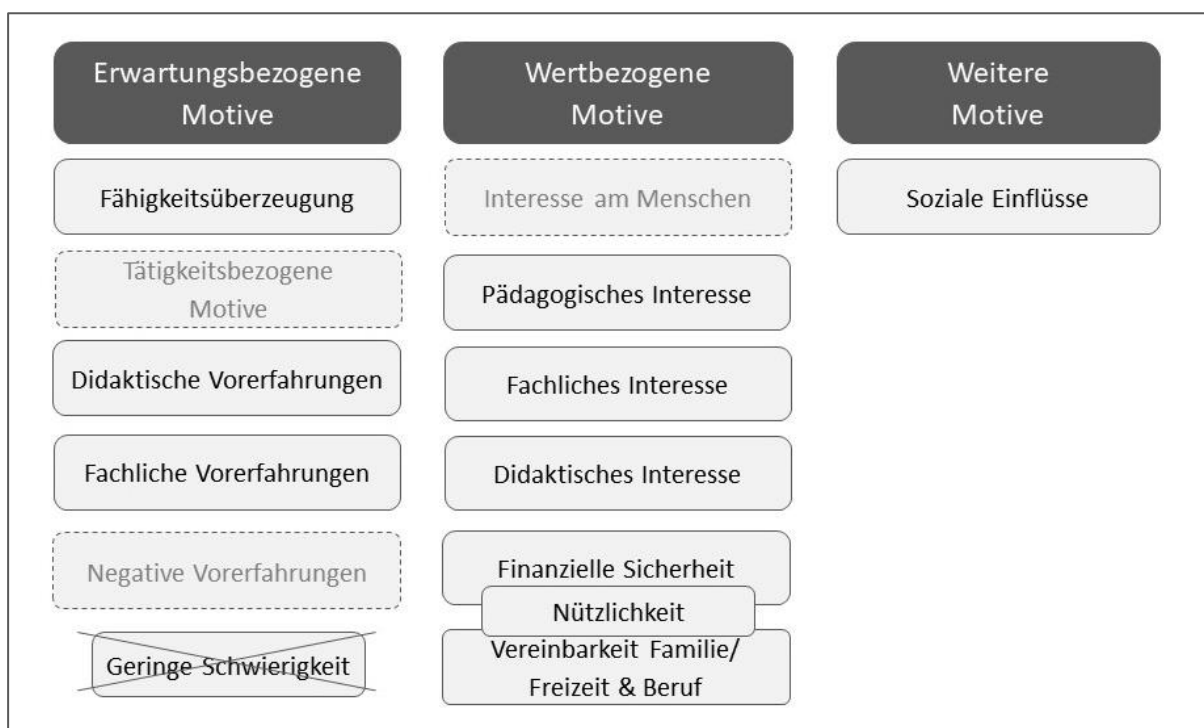 Erwartungsbezogene
Motive
Fähigkeitsüberzeugung
Tätigkeitsbezogene
Motive
Didaktische Vorerfahrungen
Fachliche Vorerfahrungen
Negative Vorerfahrungen
Geringe Schwierigkeit
Wertbezogene
Motive
Interesse am Menschen
Pädagogisches Interesse
Fachliches Interesse
Didaktisches Interesse
Finanzielle Sicherheit
Nützlichkeit
Vereinbarkeit Familie/
Freizeit & Beruf
Weitere
Motive
Soziale Einflüsse